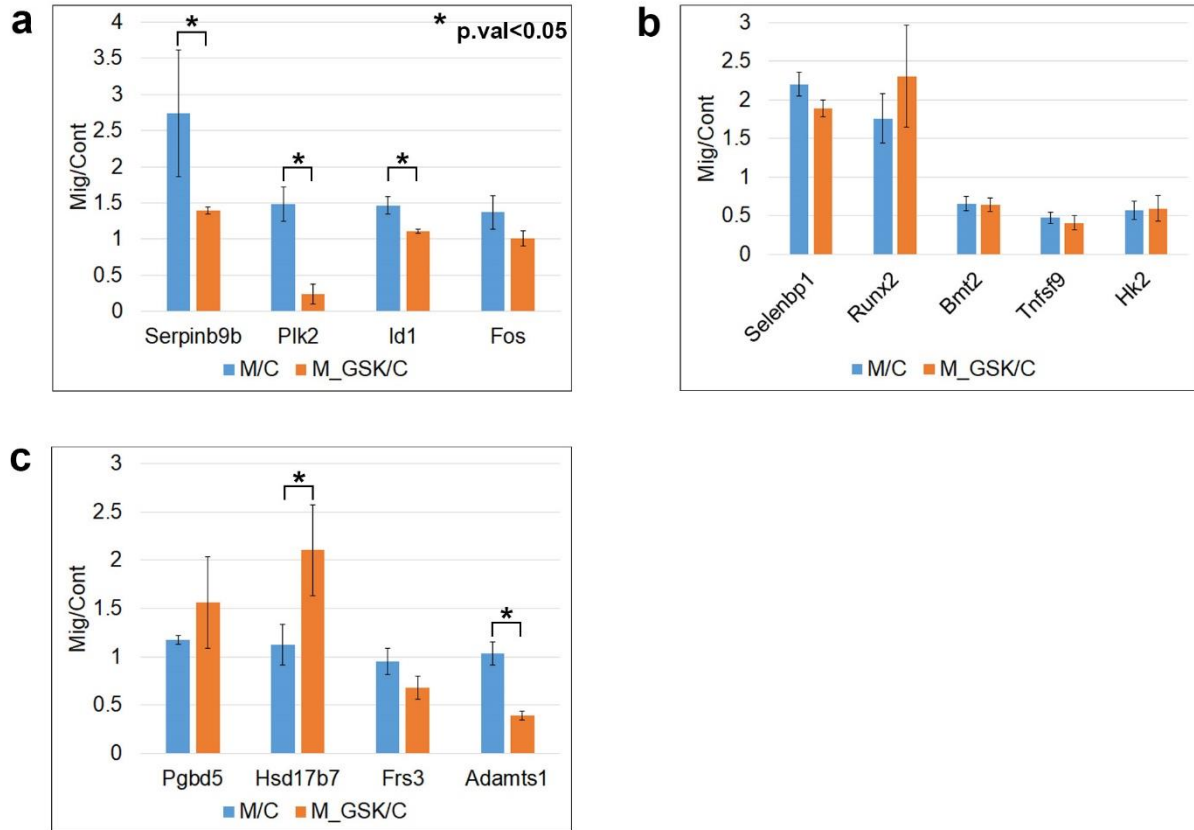 a
*
p.val<0.05
4
3.5
3
2.5
2
1.5
1
0.5
0
Mig/Cont
*
*
*
Serpinb9b Plk2 Id1 Fos
M/C M_GSK/C
b
3
2.5
2
1.5
1
0.5
0
Mig/Cont
Selenbp1 Runx2 Bmt2 Tnfsf9 Hk2
M/C M_GSK/C
c
3
2.5
2
1.5
1
0.5
0
Mig/Cont
*
*
Pgbd5 Hsd17b7 Frs3 Adamts1
M/C M_GSK/C